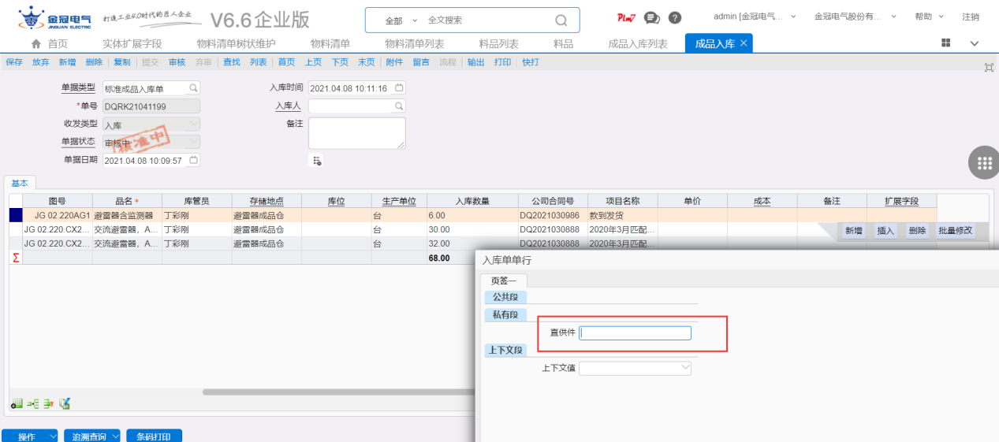 金冠电气 JINGUAN ELECTRIC 打造工业4.0时代的匠人企业 V6.6企业版 全部 全文搜索 PLM7 admin [金冠电气... 金冠电气股份有... 帮助 注销
首页 实体扩展字段 物料清单树状维护 物料清单 物料清单列表 料品列表 料品 成品入库列表 成品入库
保存 放弃 新增 删除 复制 提交 审核 弃审 查找 列表 首页 上页 下页 末页 附件 留言 流程 输出 打印 快打
单据类型 标准成品入库单 入库时间 2021.04.08 10:11:16
*单号 DQRK21041199 入库人
收发类型 入库 备注
单据状态 审核中 核准中
单据日期 2021.04.08 10:09:57
基本
图号 品名* 库管员 存储地点 库位 生产单位 入库数量 公司合同号 项目名称 单价 成本 备注 扩展字段
JG 02.220AG1 避雷器含监测器 丁彩刚 避雷器成品仓 台 6.00 DQ2021030986 款到发货
JG 02.220.CX2... 交流避雷器，A... 丁彩刚 避雷器成品仓 台 30.00 DQ2021030888 2020年3月匹配... 新增 插入 删除 批量修改
JG 02.220.CX2... 交流避雷器，A... 丁彩刚 避雷器成品仓 台 32.00 DQ2021030888 2020年3月匹配...
Σ 68.00
入库单单行
页签一
公共段
私有段
直供件
上下文段
上下文值
操作 追溯查询 条码打印